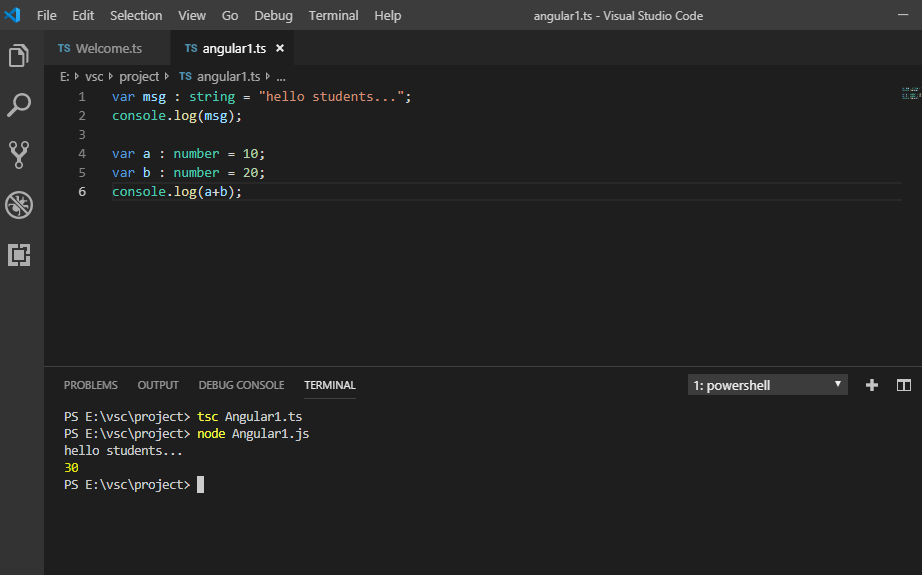 File Edit Selection View Go Debug Terminal Help angular1.ts - Visual Studio Code
TS Welcome.ts TS angular1.ts ×
E: vsc project TS angular1.ts ...
1 var msg : string = "hello students...";
2 console.log(msg);
3
4 var a : number = 10;
5 var b : number = 20;
6 console.log(a+b);
PROBLEMS OUTPUT DEBUG CONSOLE TERMINAL 1: powershell
PS E:\vsc\project> tsc Angular1.ts
PS E:\vsc\project> node Angular1.js
hello students...
30
PS E:\vsc\project>